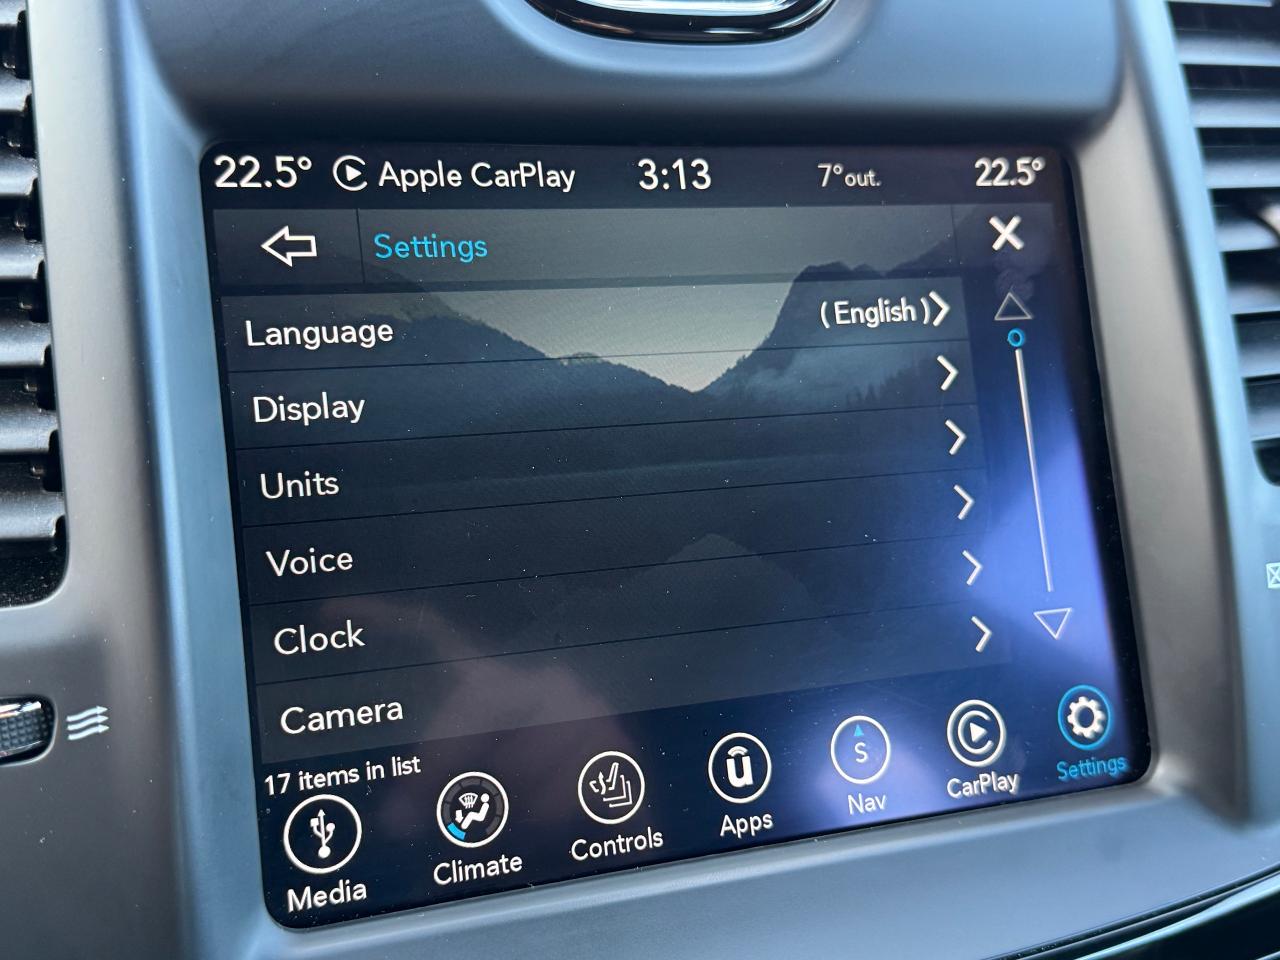 22.5° Apple CarPlay 3:13 7°out. 22.5°
Settings
Language (English)
Display
Units
Voice
Clock
Camera
17 items in list
Media Climate Controls Apps Nav CarPlay Settings
S